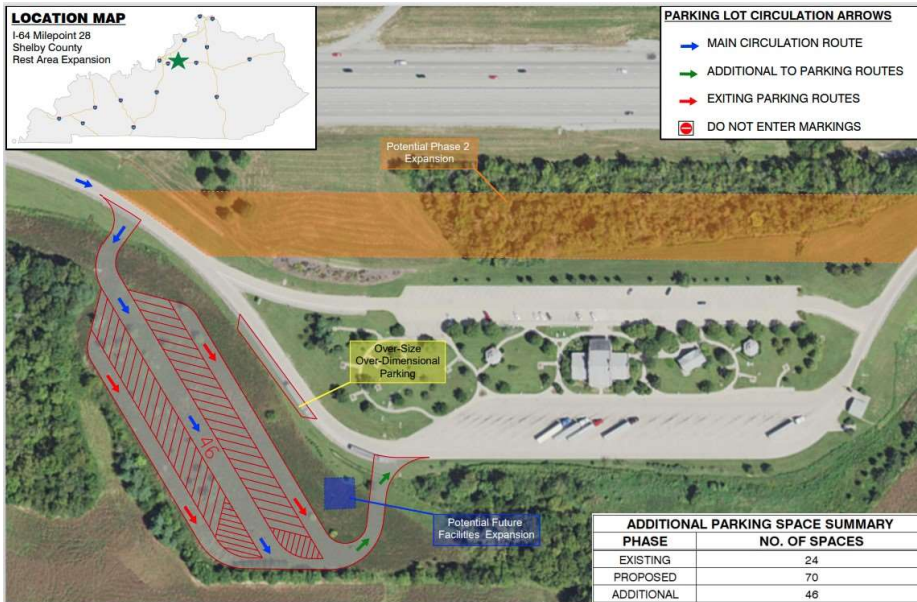 LOCATION MAP
I-64 Milepoint 28
Shelby County
Rest Area Expansion
PARKING LOT CIRCULATION ARROWS
MAIN CIRCULATION ROUTE
ADDITIONAL TO PARKING ROUTES
EXITING PARKING ROUTES
DO NOT ENTER MARKINGS
Potential Phase 2
Expansion
Over-Size
Over-Dimensional
Parking
46
Potential Future
Facilities Expansion
ADDITIONAL PARKING SPACE SUMMARY
PHASE NO. OF SPACES
EXISTING 24
PROPOSED 70
ADDITIONAL 46